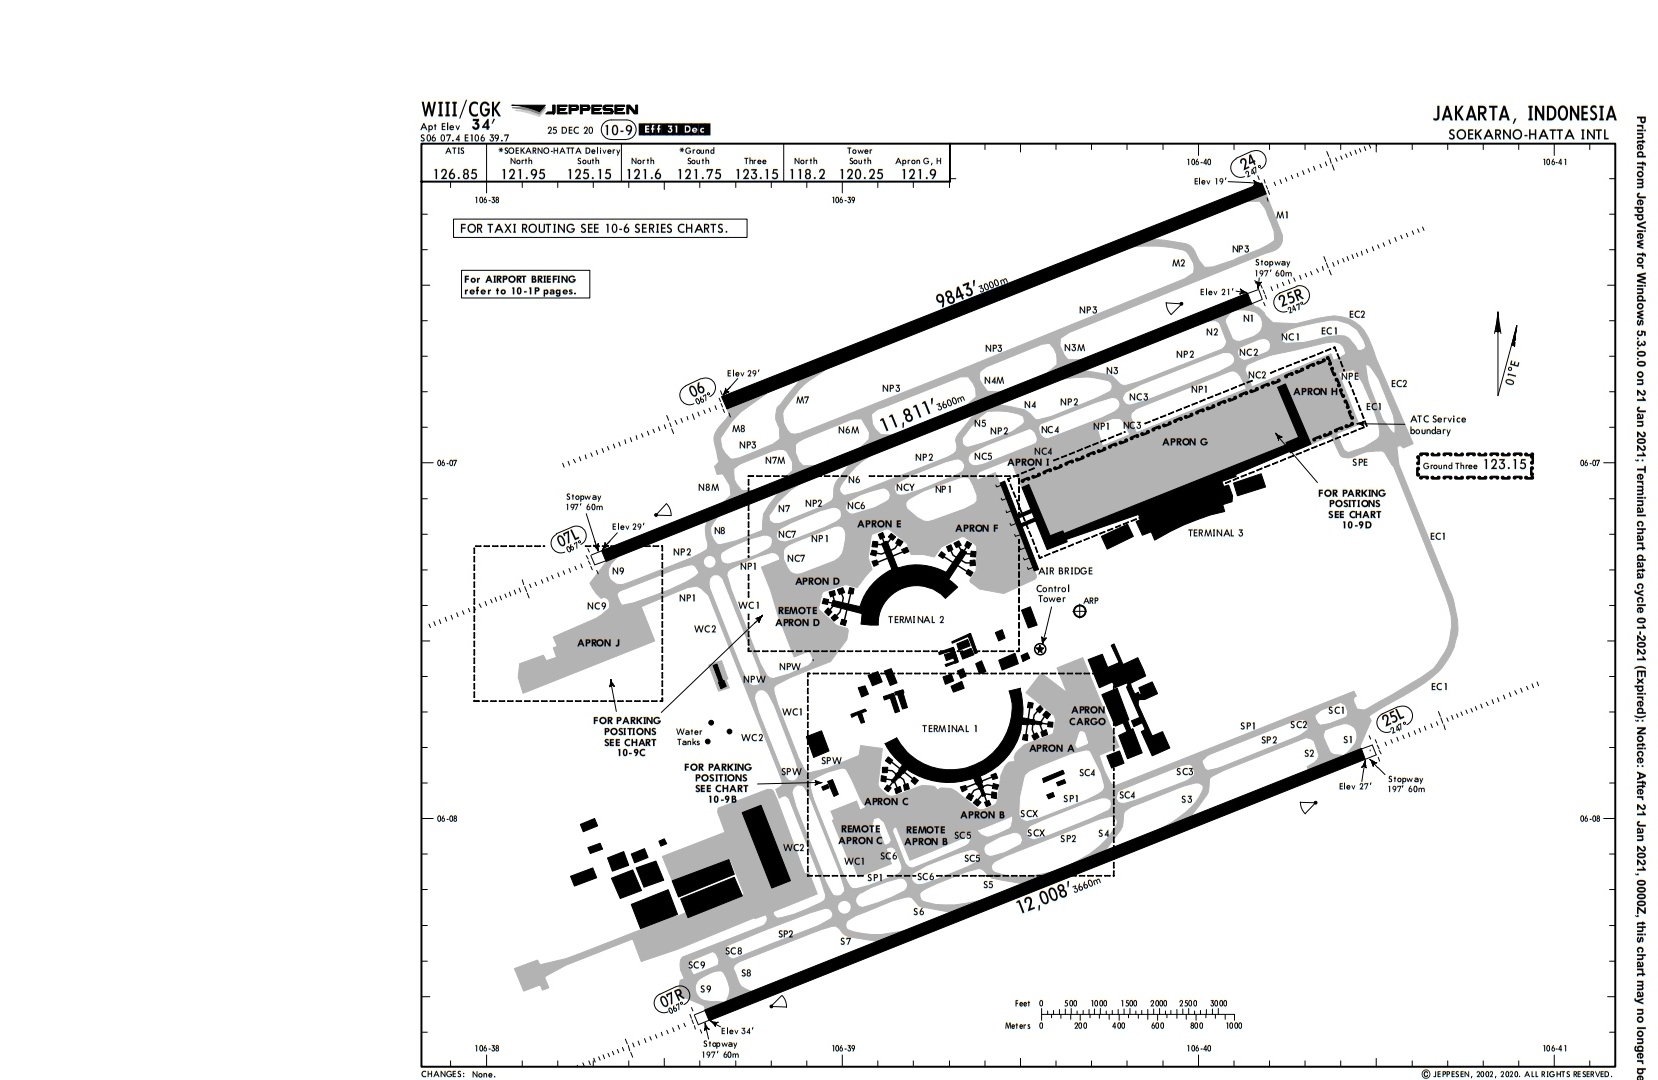 WIII/CGK
JEPPESEN
JAKARTA, INDONESIA
Apt Elev 34'
25 DEC 20 10-9 Eff 31 Dec
SOEKARNO-HATTA INTL
S06 07.4 E106 39.7
ATIS *SOEKARNO-HATTA Delivery *Ground Tower
North South North South Three North South Apron G, H
126.85 121.95 125.15 121.6 121.75 123.15 118.2 120.25 121.9
106-38 106-39 106-40 106-41
24
247°
Elev 19'
M1
FOR TAXI ROUTING SEE 10-6 SERIES CHARTS.
NP3
M2
Stopway
197' 60m
For AIRPORT BRIEFING
refer to 10-1P pages.
9843' 3000m
Elev 21'
25R
247°
NP3
N1
EC2
N2
EC1
NC1
NP3
N3M
NP2
NC2
01°E
Elev 29'
N3
NC2
NPE
06
067°
NP3
N4M
NP1
APRON H
EC2
M7
11,811' 3600m
N4
NP2
NC3
EC1
M8
N6M
N5
NP2
NC4
NP1
NC3
ATC Service
boundary
NP3
APRON G
N7M
NP2
NC5
NC4
APRON I
SPE
06-07
06-07
Ground Three 123.15
N8M
N6
NCY
NP1
Stopway
197' 60m
NP2
NC6
N7
FOR PARKING
POSITIONS
SEE CHART
10-9D
07L
067°
Elev 29'
N8
APRON E
APRON F
NC7
NP1
TERMINAL 3
EC1
NP2
NC7
N9
NP1
AIR BRIDGE
APRON D
Control
Tower
NC9
NP1
WC1
REMOTE
APRON D
ARP
TERMINAL 2
WC2
APRON J
NPW
NPW
EC1
WC1
APRON
CARGO
SC1
25L
247°
FOR PARKING
POSITIONS
SEE CHART
10-9C
Water
Tanks
WC2
TERMINAL 1
SP1
SC2
SP2
S1
APRON A
S2
FOR PARKING
POSITIONS
SEE CHART
10-9B
SPW
SPW
SC4
SC3
Elev 27'
Stopway
197' 60m
APRON C
SP1
SC4
S3
APRON B
SCX
06-08
06-08
REMOTE
APRON C
REMOTE
APRON B
SC5
SCX
SP2
S4
WC2
WC1
SC6
SC5
SP1
SC6
S5
12,008' 3660m
S6
SP2
S7
SC8
SC9
S8
S9
07R
067°
Elev 34'
Stopway
197' 60m
Feet 0 500 1000 1500 2000 2500 3000
Meters 0 200 400 600 800 1000
106-38 106-39 106-40 106-41
CHANGES: None.
© JEPPESEN, 2002, 2020. ALL RIGHTS RESERVED.
Printed from JeppView for Windows 5.3.0.0 on 21 Jan 2021; Terminal chart data cycle 01-2021 (Expired); Notice: After 21 Jan 2021, 0000Z, this chart may no longer be